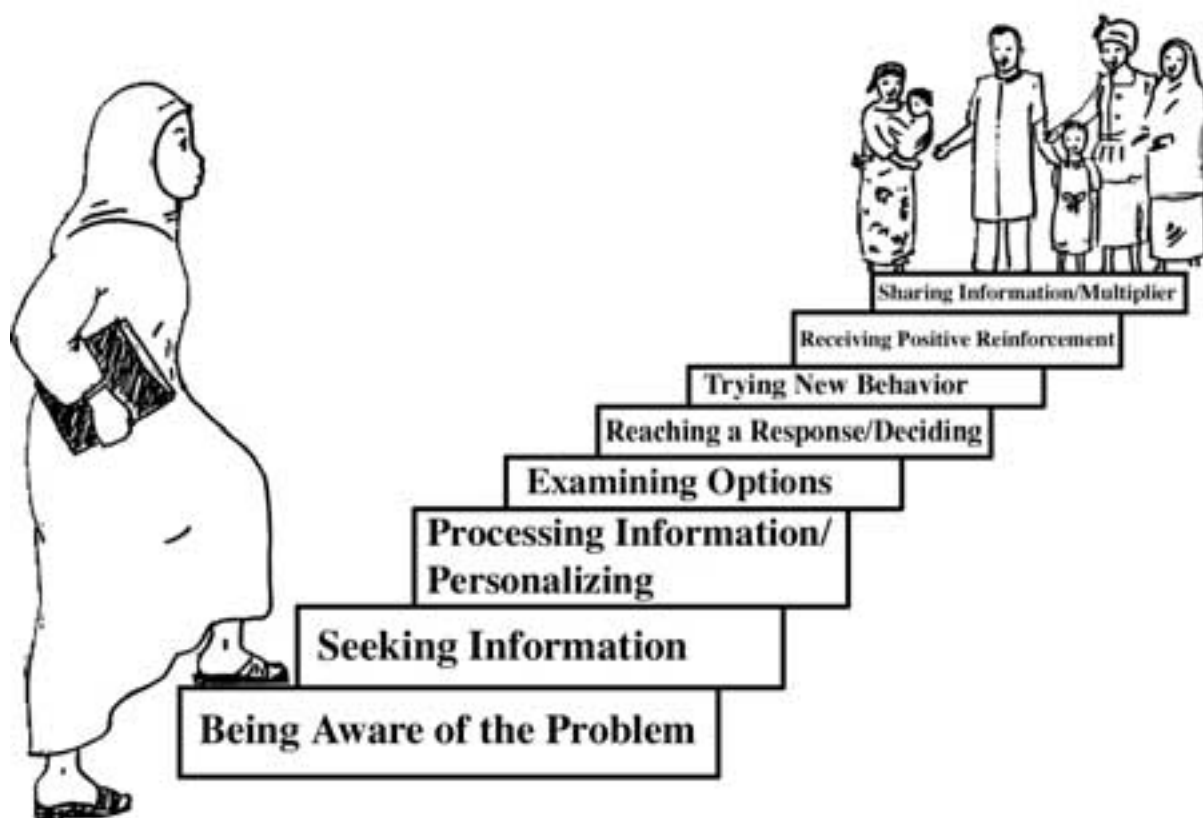 Sharing Information/Multiplier
Receiving Positive Reinforcement
Trying New Behavior
Reaching a Response/Deciding
Examining Options
Processing Information/
Personalizing
Seeking Information
Being Aware of the Problem